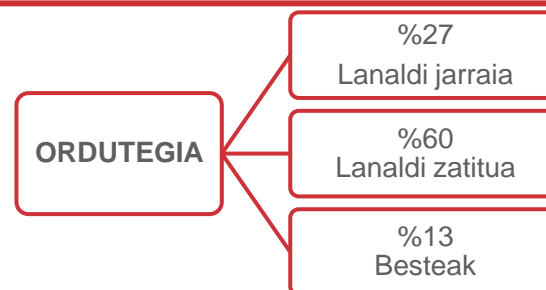 %27
Lanaldi jarraia
ORDUTEGIA
%60
Lanaldi zatitua
%13
Besteak